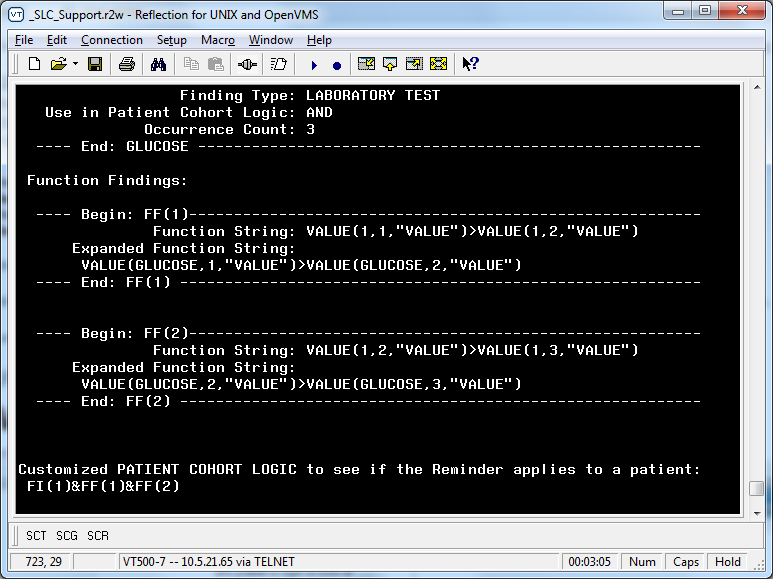 _SLC_Support.r2w - Reflection for UNIX and OpenVMS
File Edit Connection Setup Macro Window Help
Finding Type: LABORATORY TEST
Use in Patient Cohort Logic: AND
Occurrence Count: 3
---- End: GLUCOSE --------------------------------------------------------
Function Findings:
---- Begin: FF(1)---------------------------------------------------------
Function String: VALUE(1,1,"VALUE")>VALUE(1,2,"VALUE")
Expanded Function String:
VALUE(GLUCOSE,1,"VALUE")>VALUE(GLUCOSE,2,"VALUE")
---- End: FF(1) ----------------------------------------------------------
---- Begin: FF(2)---------------------------------------------------------
Function String: VALUE(1,2,"VALUE")>VALUE(1,3,"VALUE")
Expanded Function String:
VALUE(GLUCOSE,2,"VALUE")>VALUE(GLUCOSE,3,"VALUE")
---- End: FF(2) ----------------------------------------------------------
Customized PATIENT COHORT LOGIC to see if the Reminder applies to a patient:
FI(1)&FF(1)&FF(2)
SCT SCG SCR
723, 29 VT500-7 -- 10.5.21.65 via TELNET 00:03:05 Num Caps Hold